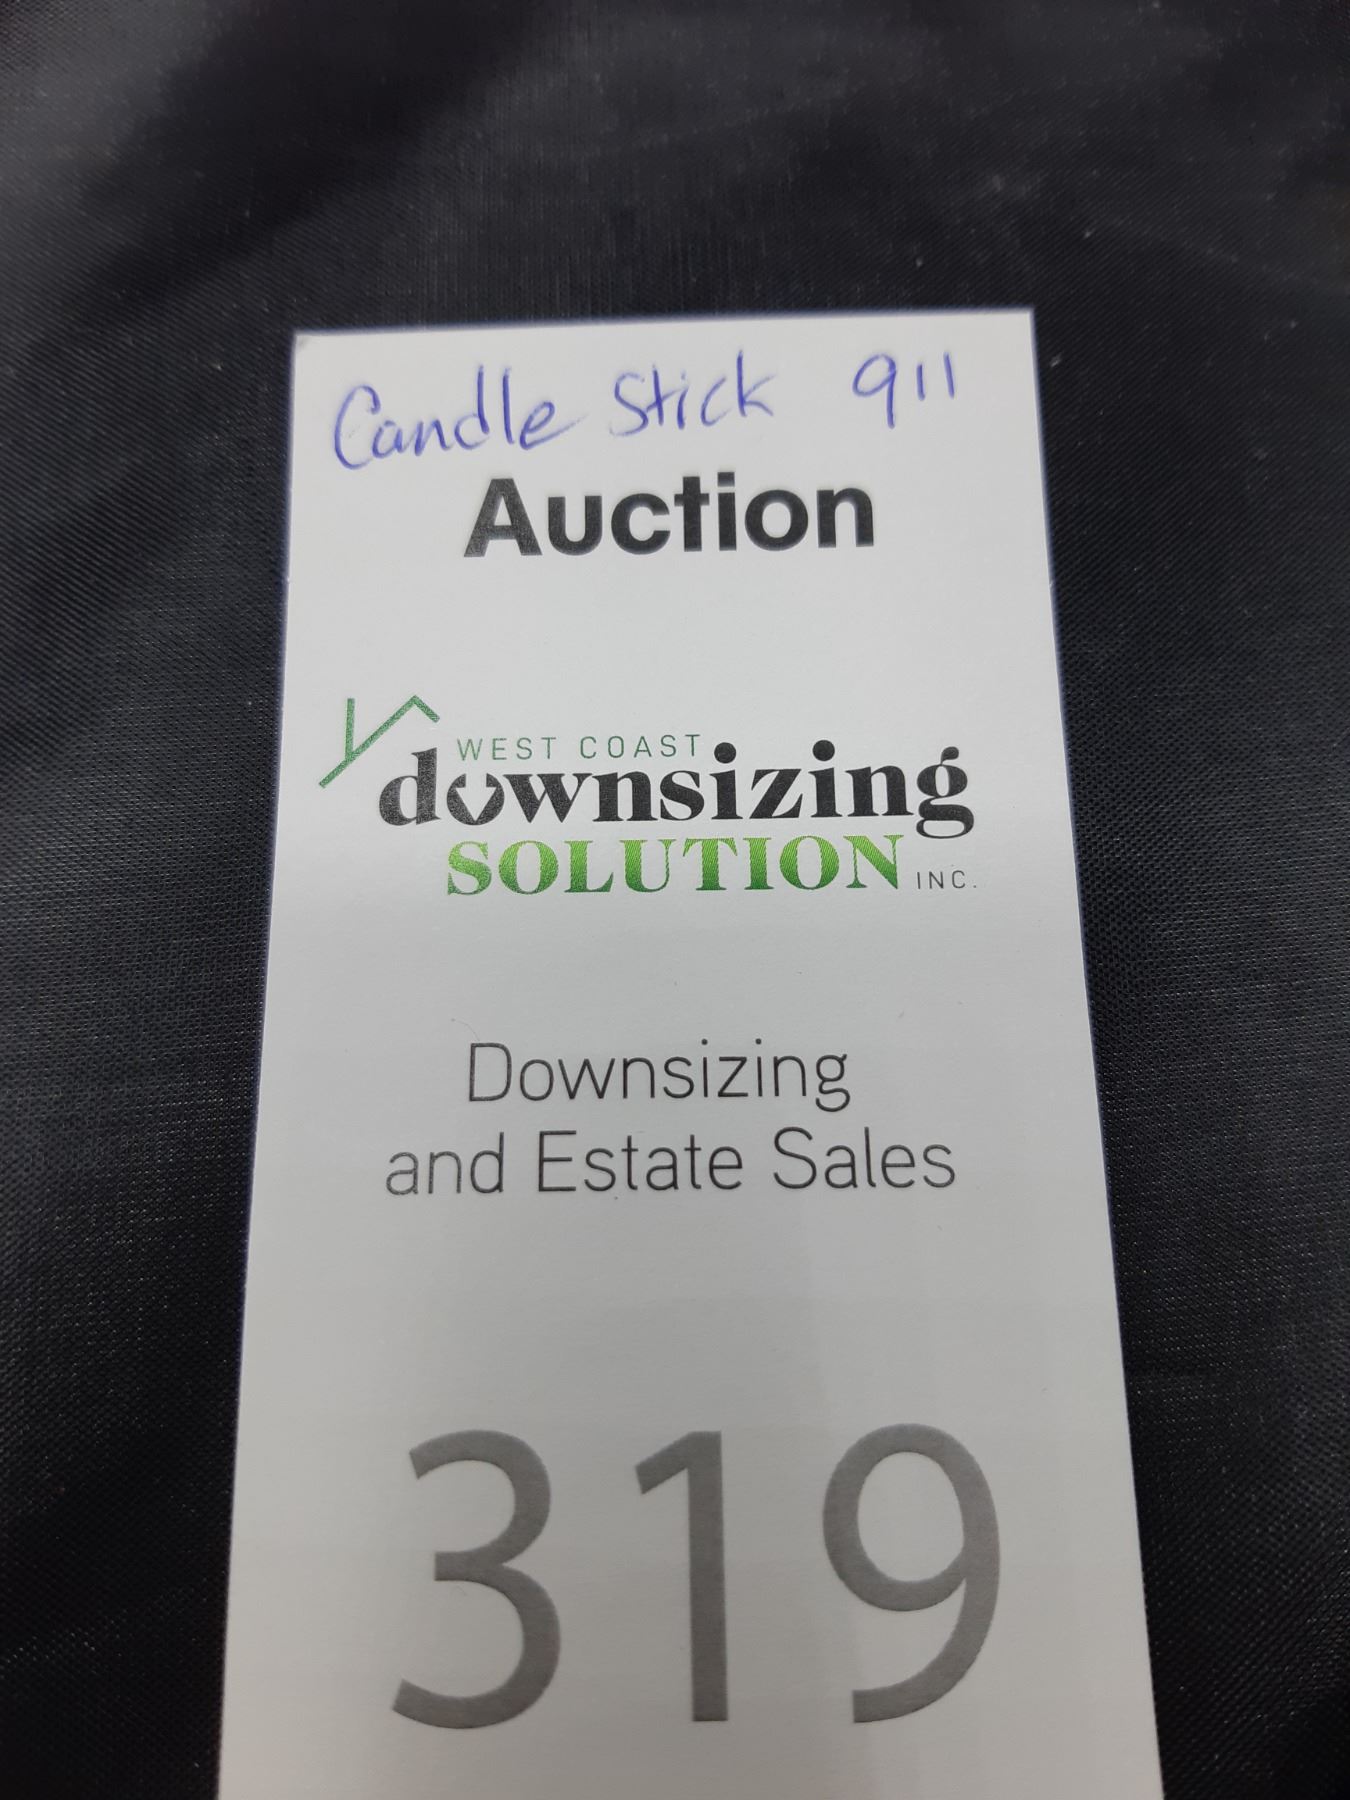 Candle Stick 911
Auction
WEST COAST
downsizing
SOLUTION INC.
Downsizing
and Estate Sales
319